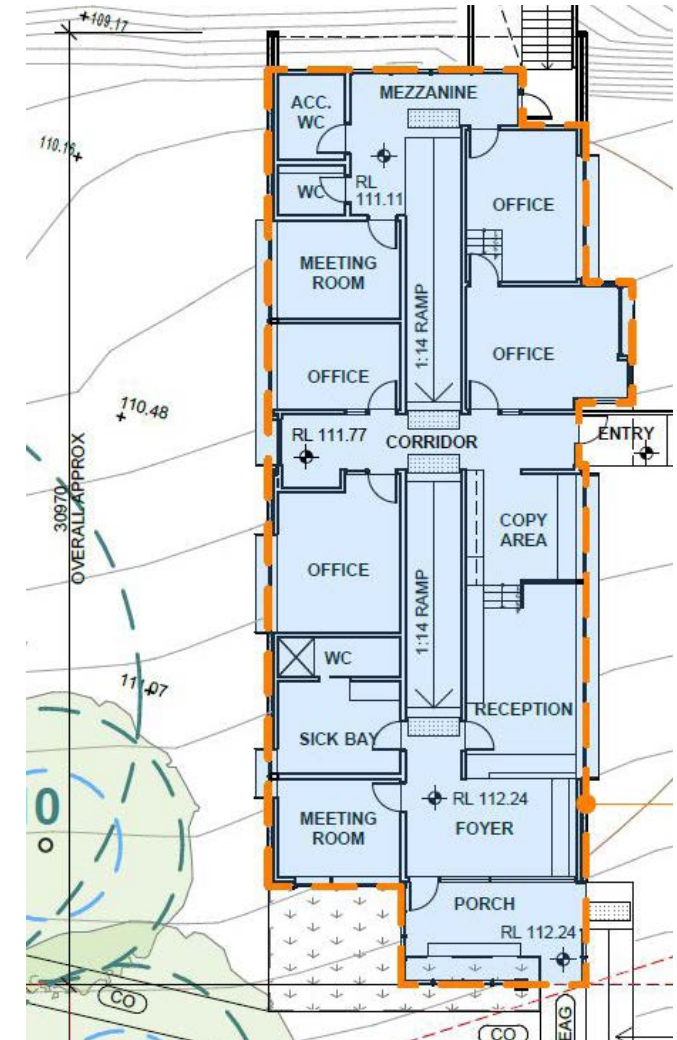 109.17
MEZZANINE
ACC.
WC
110.16
WC
RL
111.11
OFFICE
MEETING
ROOM
1:14 RAMP
OFFICE
OFFICE
110.48
RL 111.77
CORRIDOR
ENTRY
30970
OVERALL APPROX
COPY
AREA
OFFICE
1:14 RAMP
WC
111.07
RECEPTION
SICK BAY
RL 112.24
FOYER
MEETING
ROOM
0
PORCH
RL 112.24
CO
CO
EAG